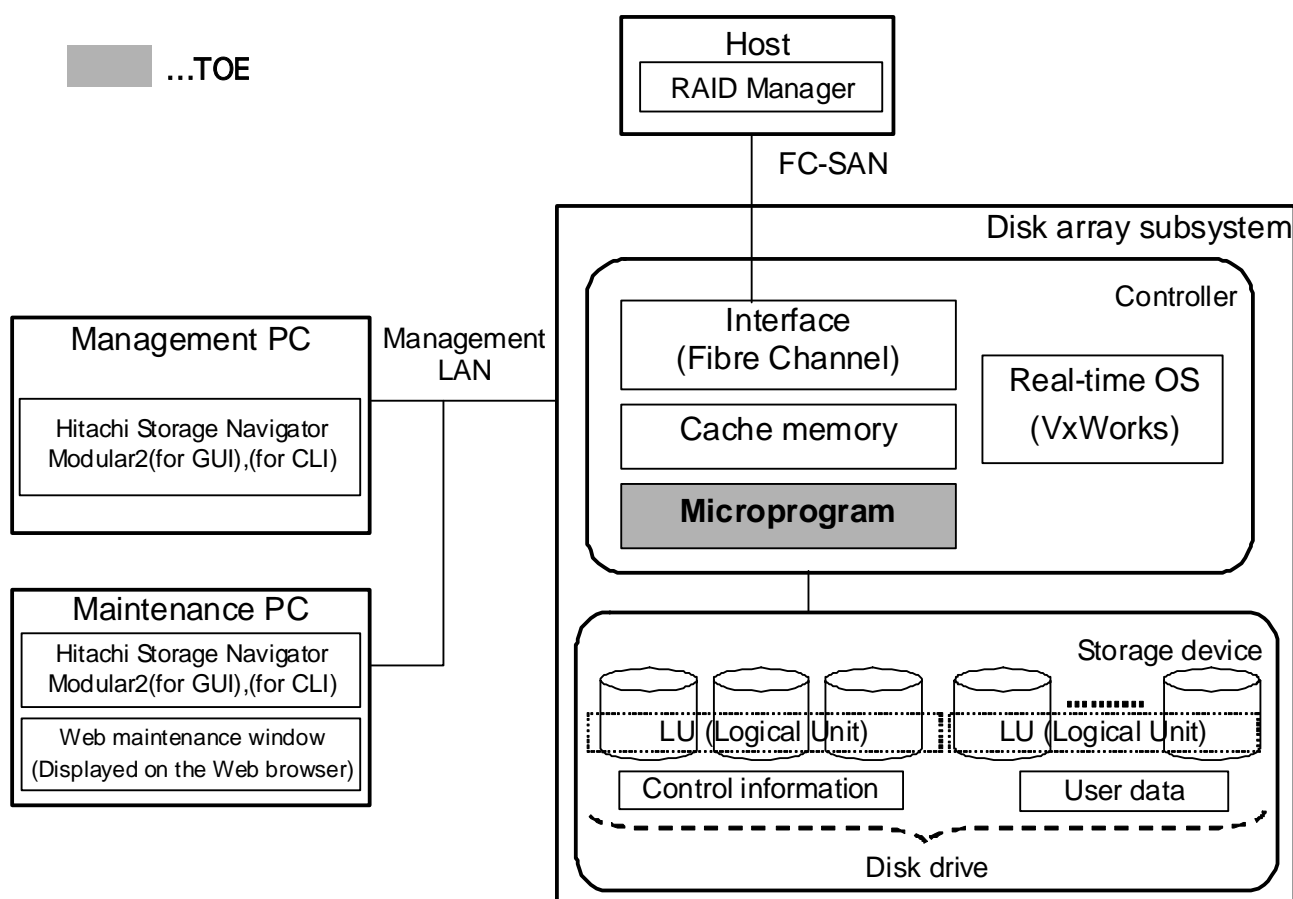 ...TOE
Host
RAID Manager
FC-SAN
Disk array subsystem
Controller
Interface
(Fibre Channel)
Real-time OS
(VxWorks)
Cache memory
Microprogram
Management PC
Hitachi Storage Navigator
Modular2(for GUI),(for CLI)
Management
LAN
Maintenance PC
Hitachi Storage Navigator
Modular2(for GUI),(for CLI)
Web maintenance window
(Displayed on the Web browser)
Storage device
LU (Logical Unit)
LU (Logical Unit)
Control information
User data
Disk drive